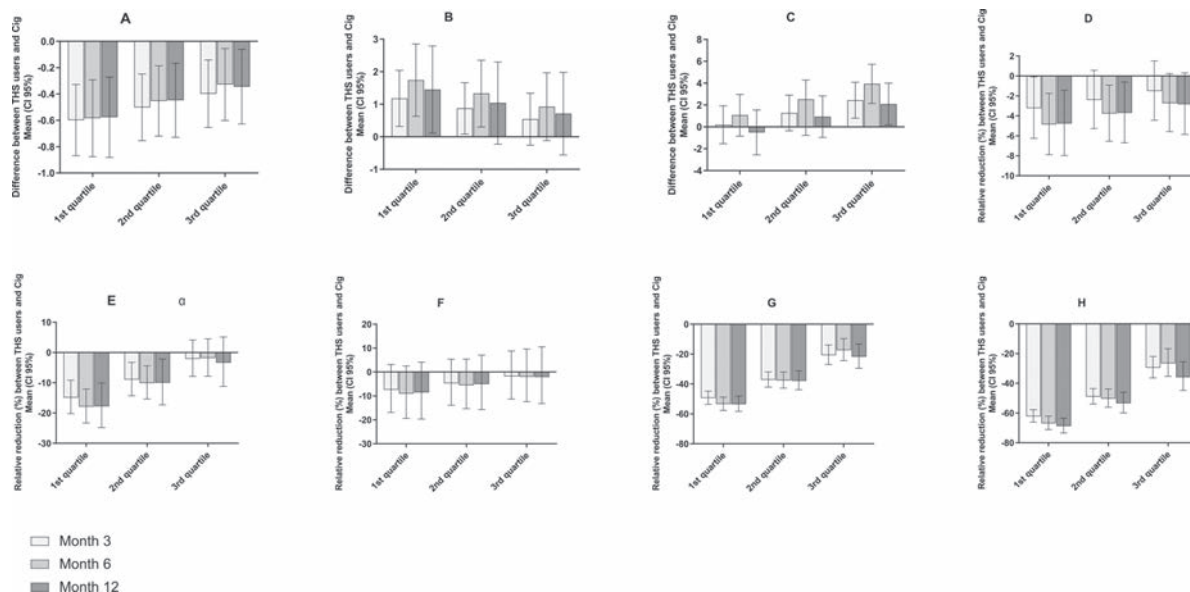 A
Difference between THS users and Cig
Mean (CI 95%)
0.0
-0.2
-0.4
-0.6
-0.8
-1.0
1st quartile
2nd quartile
3rd quartile
B
Difference between THS users and Cig
Mean (CI 95%)
3
2
1
0
-1
1st quartile
2nd quartile
3rd quartile
C
Difference between THS users and Cig
Mean (CI 95%)
8
6
4
2
0
-2
-4
1st quartile
2nd quartile
3rd quartile
D
Relative reduction (%) between THS users and Cig
Mean (CI 95%)
2
0
-2
-4
-6
-8
-10
1st quartile
2nd quartile
3rd quartile
E α
Relative reduction (%) between THS users and Cig
Mean (CI 95%)
10
0
-10
-20
-30
1st quartile
2nd quartile
3rd quartile
F
Relative reduction (%) between THS users and Cig
Mean (CI 95%)
20
10
0
-10
-20
-30
1st quartile
2nd quartile
3rd quartile
G
Relative reduction (%) between THS users and Cig
Mean (CI 95%)
0
-20
-40
-60
-80
1st quartile
2nd quartile
3rd quartile
H
Relative reduction (%) between THS users and Cig
Mean (CI 95%)
0
-20
-40
-60
-80
1st quartile
2nd quartile
3rd quartile
Month 3
Month 6
Month 12